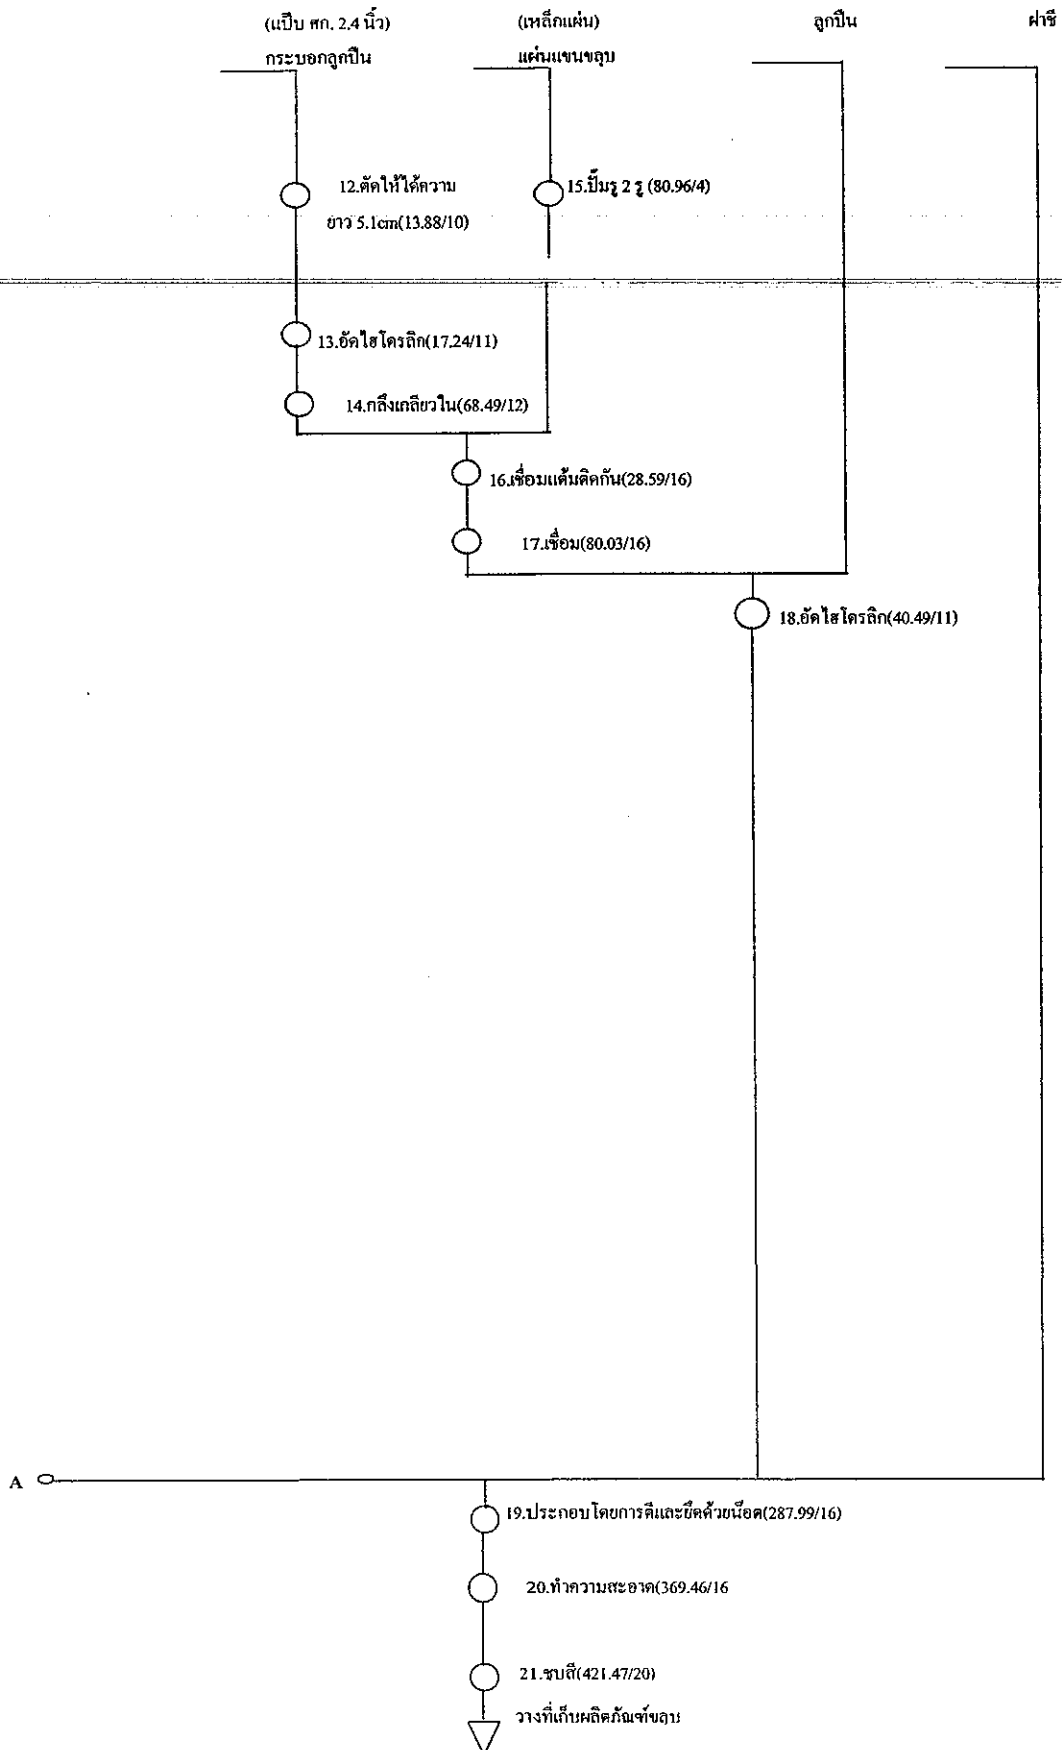 (แป๊บ ศก. 2.4 นิ้ว)
กระบอกลูกปืน
(เหล็กแผ่น)
แผ่นแขนขลุบ
ลูกปืน
ฝาชี
12.ตัดให้ได้ความ
ยาว 5.1cm(13.88/10)
15.ปั๊มรู 2 รู (80.96/4)
13.อัดไฮโดรลิก(17.24/11)
14.กลึงเกลียวใน(68.49/12)
16.เชื่อมแต้มติดกัน(28.59/16)
17.เชื่อม(80.03/16)
18.อัดไฮโดรลิก(40.49/11)
A
19.ประกอบโดยการตีและยึดด้วยน็อต(287.99/16)
20.ทำความสะอาด(369.46/16
21.ชุบสี(421.47/20)
วางที่เก็บผลิตภัณฑ์ขลุบ